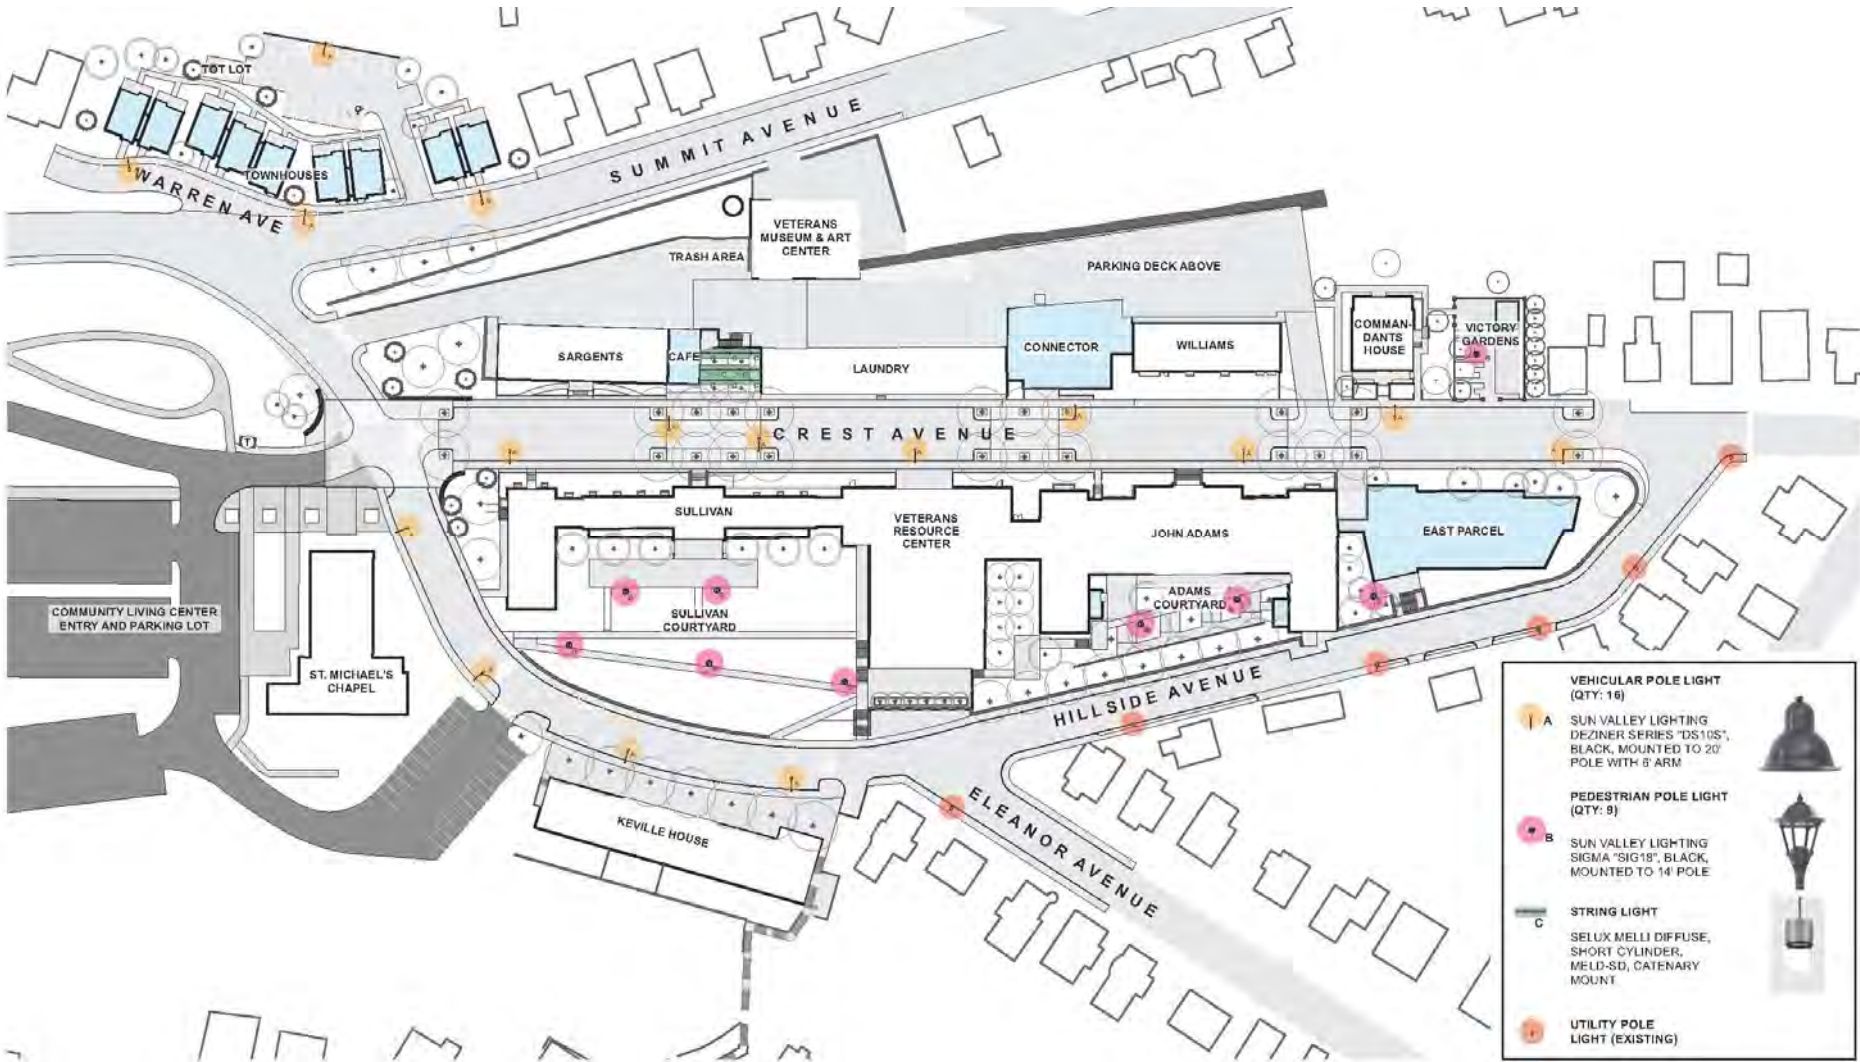 TOT LOT
TOWNHOUSES
WARREN AVE
SUMMIT AVENUE
VETERANS
MUSEUM & ART
CENTER
TRASH AREA
PARKING DECK ABOVE
SARGENTS
CAFE
LAUNDRY
CONNECTOR
WILLIAMS
COMMAN-
DANTS
HOUSE
VICTORY
GARDENS
CREST AVENUE
SULLIVAN
VETERANS
RESOURCE
CENTER
JOHN ADAMS
EAST PARCEL
COMMUNITY LIVING CENTER
ENTRY AND PARKING LOT
ST. MICHAEL'S
CHAPEL
SULLIVAN
COURTYARD
ADAMS
COURTYARD
HILLSIDE AVENUE
ELEANOR AVENUE
KEVILLE HOUSE
VEHICULAR POLE LIGHT
(QTY: 16)
A
SUN VALLEY LIGHTING
DEZINER SERIES "DS10S",
BLACK, MOUNTED TO 20'
POLE WITH 6' ARM
PEDESTRIAN POLE LIGHT
(QTY: 9)
B
SUN VALLEY LIGHTING
SIGMA "SIG18", BLACK,
MOUNTED TO 14' POLE
STRING LIGHT
C
SELUX MELLI DIFFUSE,
SHORT CYLINDER,
MELD-SD, CATENARY
MOUNT
UTILITY POLE
LIGHT (EXISTING)